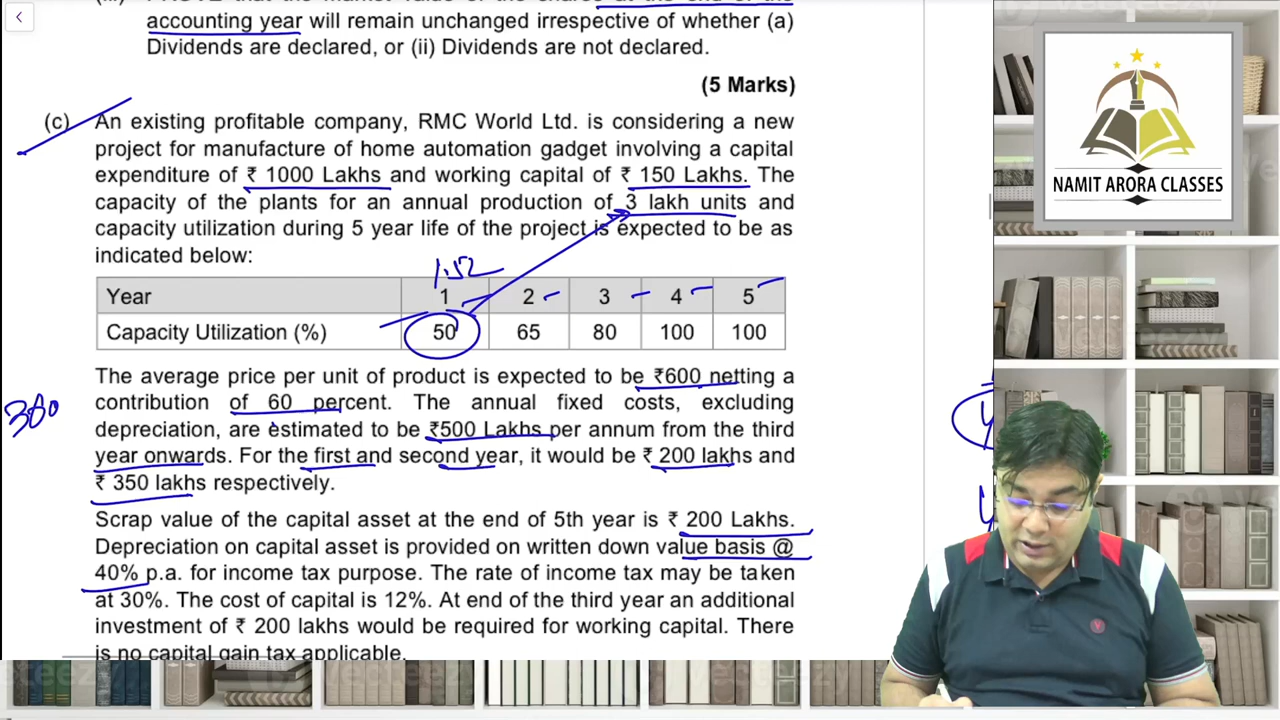 accounting year will remain unchanged irrespective of whether (a)
Dividends are declared, or (ii) Dividends are not declared.
(5 Marks)
(c) An existing profitable company, RMC World Ltd. is considering a new
project for manufacture of home automation gadget involving a capital
expenditure of ₹ 1000 Lakhs and working capital of ₹ 150 Lakhs. The
capacity of the plants for an annual production of 3 lakh units and
capacity utilization during 5 year life of the project is expected to be as
indicated below:
1.5L
Year 1 2 3 4 5
Capacity Utilization (%) 50 65 80 100 100
The average price per unit of product is expected to be ₹600 netting a
contribution of 60 percent. The annual fixed costs, excluding
360
depreciation, are estimated to be ₹500 Lakhs per annum from the third
year onwards. For the first and second year, it would be ₹ 200 lakhs and
₹ 350 lakhs respectively.
Scrap value of the capital asset at the end of 5th year is ₹ 200 Lakhs.
Depreciation on capital asset is provided on written down value basis @
40% p.a. for income tax purpose. The rate of income tax may be taken
at 30%. The cost of capital is 12%. At end of the third year an additional
investment of ₹ 200 lakhs would be required for working capital. There
is no capital gain tax applicable.
NAMIT ARORA CLASSES